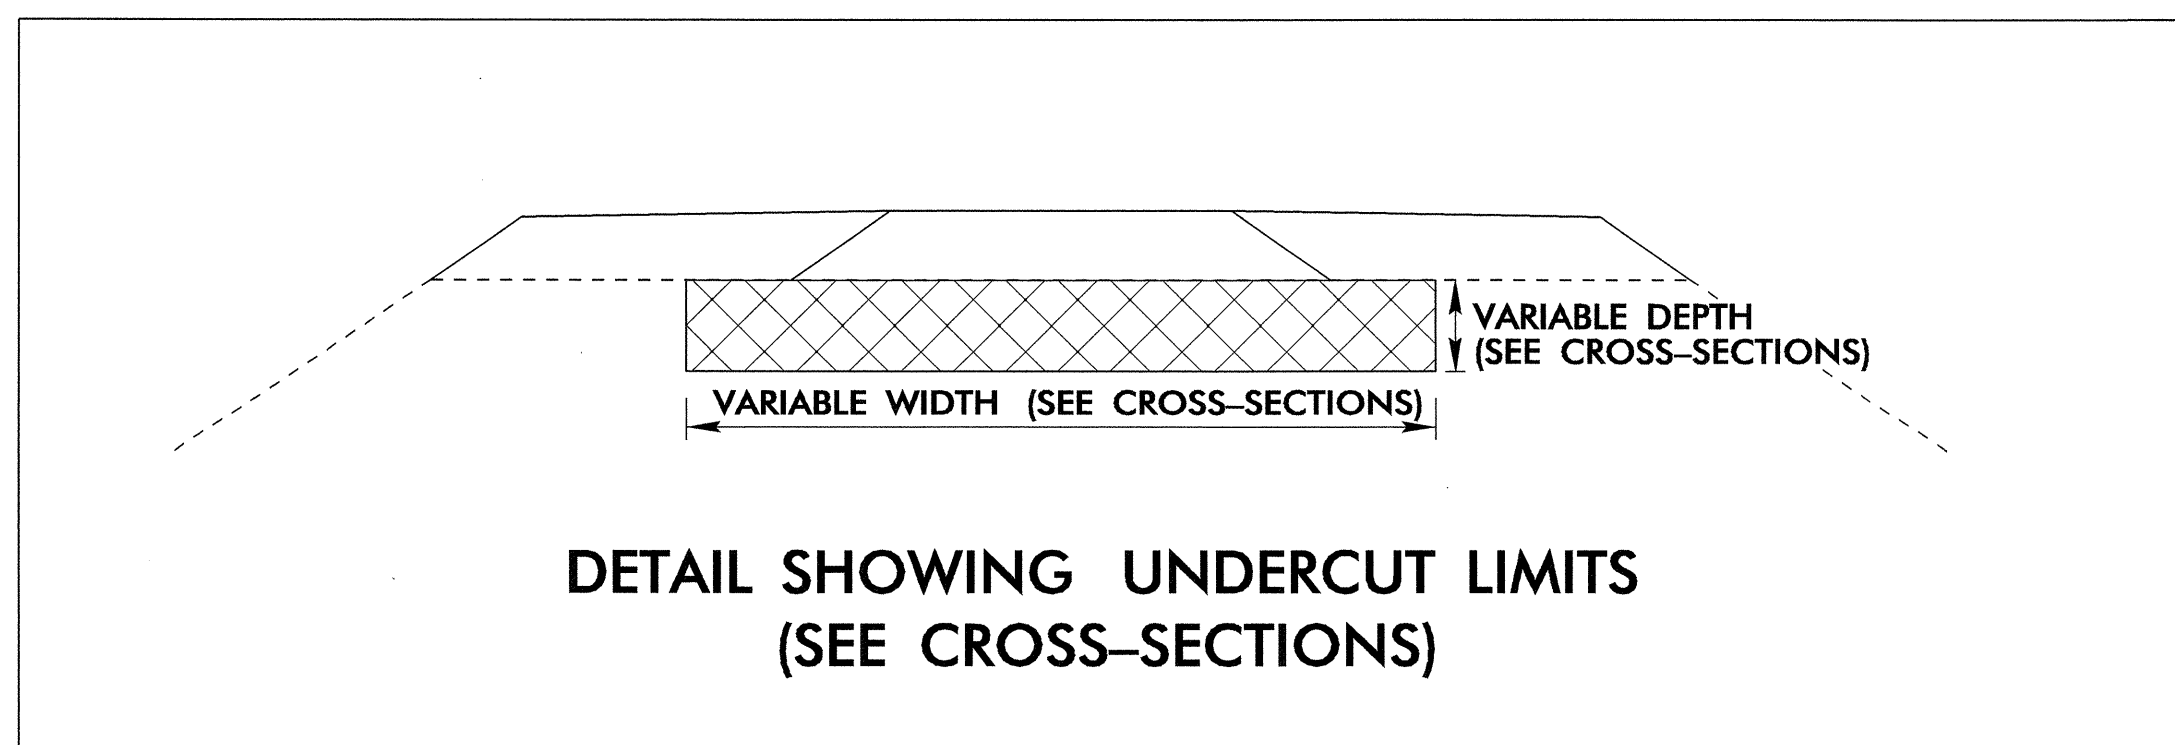 VARIABLE DEPTH
(SEE CROSS–SECTIONS)
VARIABLE WIDTH (SEE CROSS–SECTIONS)
DETAIL SHOWING UNDERCUT LIMITS
(SEE CROSS–SECTIONS)